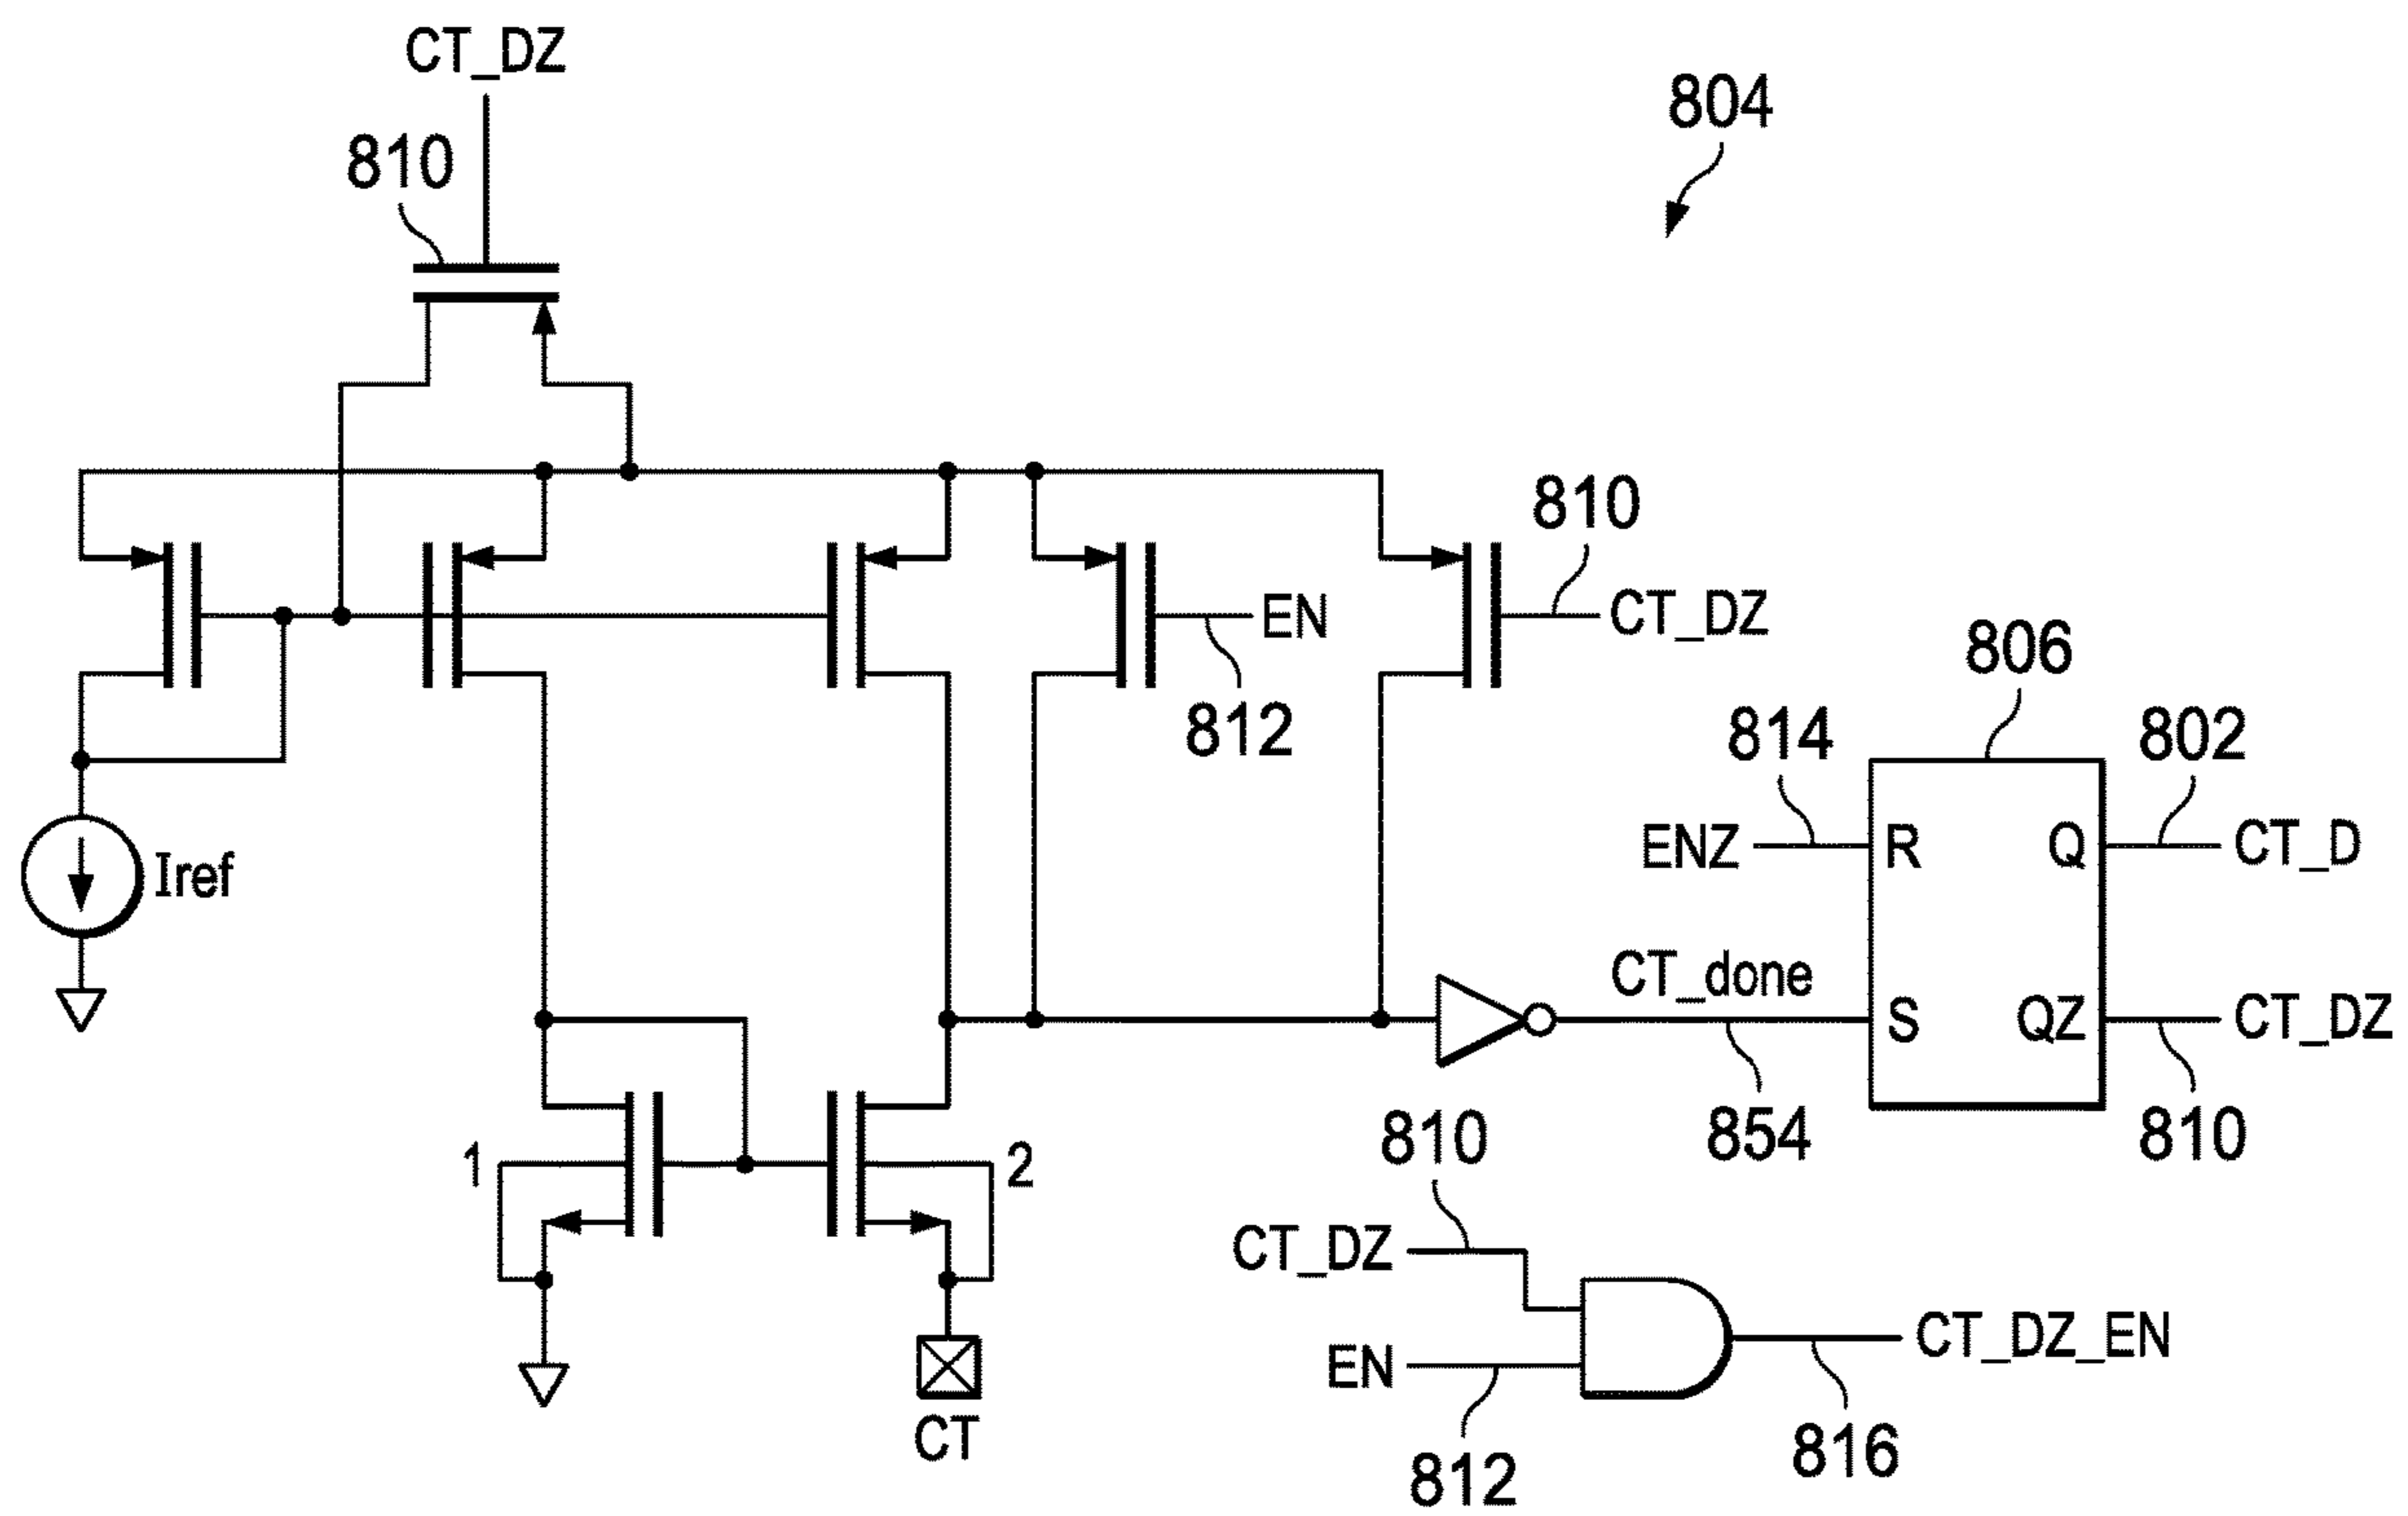 CT_DZ
804
810
810
EN
CT_DZ
806
812
814
802
ENZ
R
Q
CT_D
Iref
CT_done
S
QZ
CT_DZ
854
810
810
1
2
CT_DZ
EN
CT_DZ_EN
CT
812
816